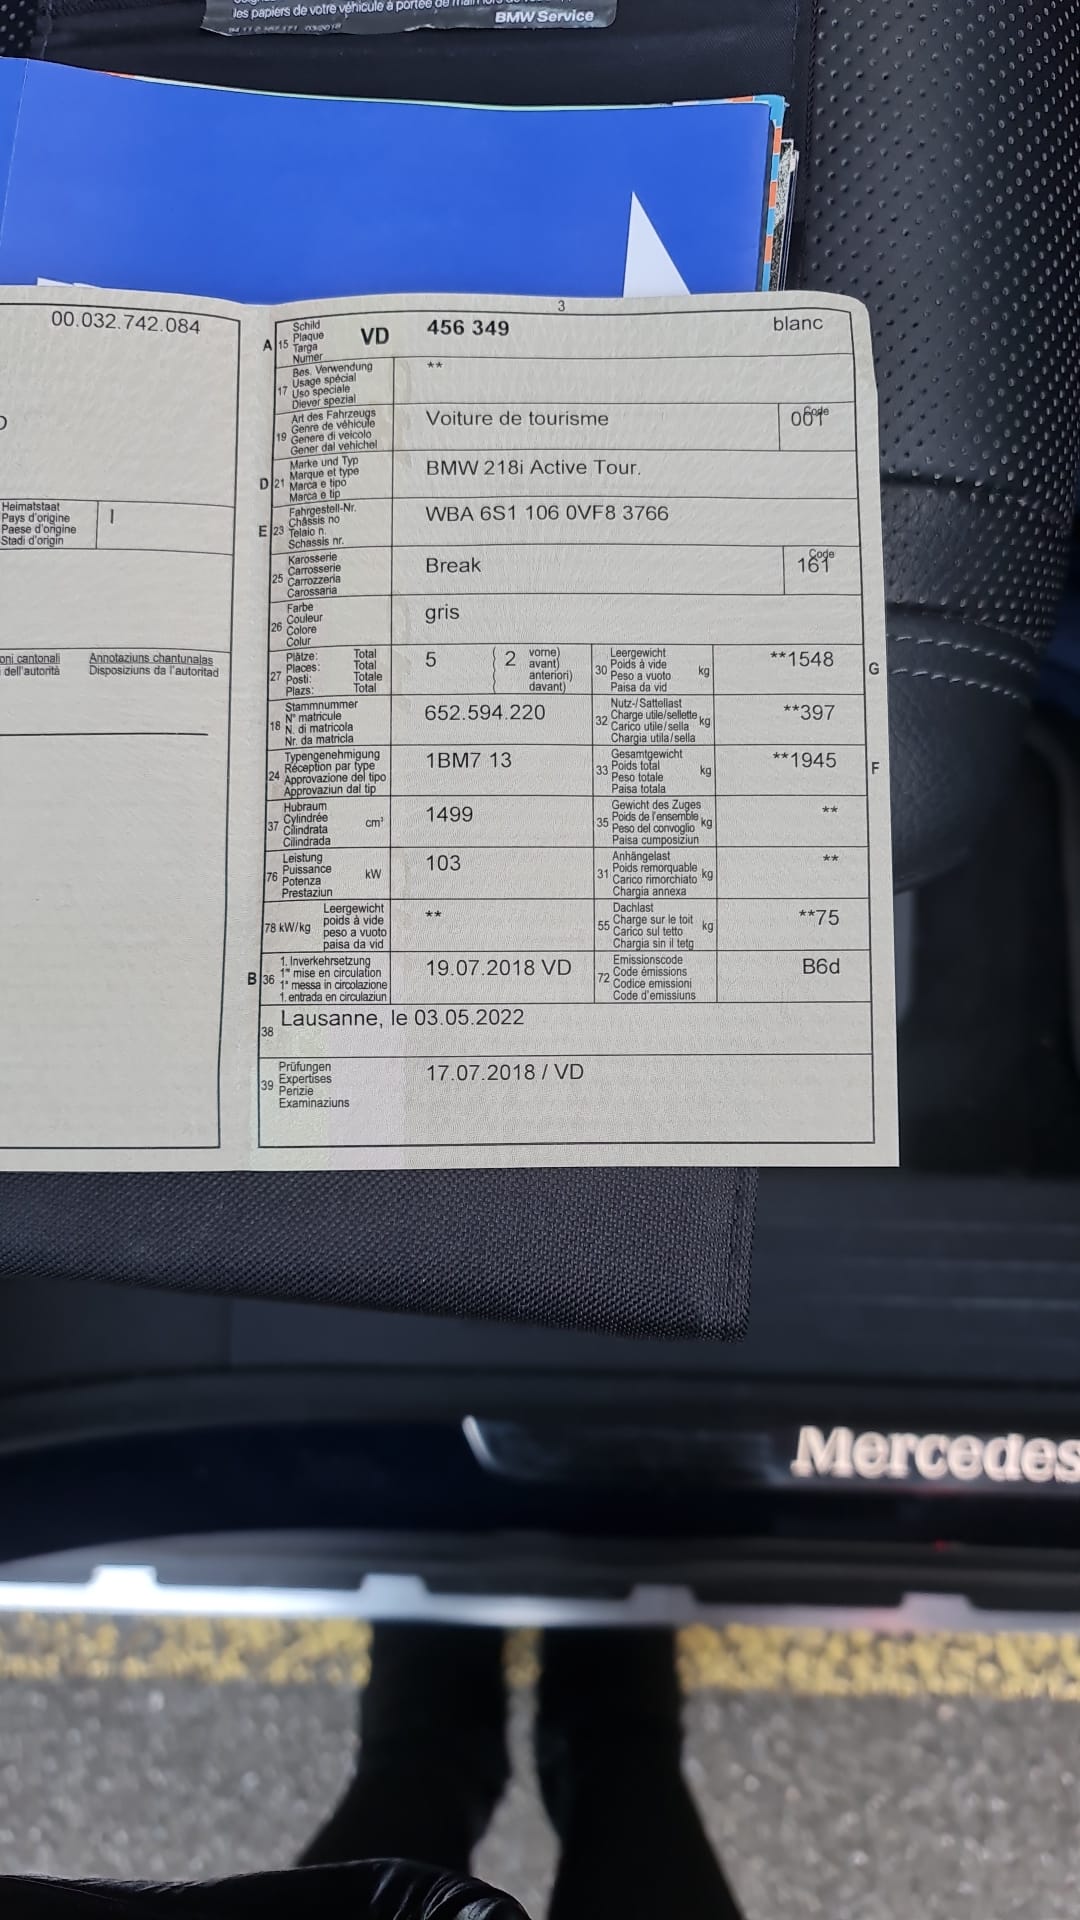 les papiers de votre véhicule à portée de main
BMW Service
3
00.032.742.084
Heimatstaat
Pays d'origine
Paese d'origine
Stadi d'origin
I
oni cantonali
dell'autorità
Annotaziuns chantunalas
Disposiziuns da l'autoritad
A 15 Schild
Plaque
Targa
Numer
VD 456 349 blanc
17 Bes. Verwendung
Usage spécial
Uso speciale
Diever spezial
**
19 Art des Fahrzeugs
Genre de véhicule
Genere di veicolo
Gener dal vehichel
Voiture de tourisme
Code
001
D 21 Marke und Typ
Marque et type
Marca e tipo
Marca e tip
BMW 218i Active Tour.
E 23 Fahrgestell-Nr.
Châssis no
Telaio n.
Schassis nr.
WBA 6S1 106 0VF8 3766
25 Karosserie
Carrosserie
Carrozzeria
Carossaria
Break
Code
161
26 Farbe
Couleur
Colore
Colur
gris
27 Plätze: Total
Places: Total
Posti: Totale
Plazs: Total
5 ( 2 vorne)
avant)
anteriori)
davant)
30 Leergewicht
Poids à vide kg
Peso a vuoto
Paisa da vid
**1548 G
18 Stammnummer
N° matricule
N. di matricola
Nr. da matricla
652.594.220
32 Nutz-/Sattellast
Charge utile/sellette kg
Carico utile/sella
Chargia utila/sella
**397
24 Typengenehmigung
Réception par type
Approvazione del tipo
Approvaziun dal tip
1BM7 13
33 Gesamtgewicht
Poids total kg
Peso totale
Paisa totala
**1945 F
37 Hubraum
Cylindrée cm³
Cilindrata
Cilindrada
1499
35 Gewicht des Zuges
Poids de l'ensemble kg
Peso del convoglio
Paisa cumposiziun
**
76 Leistung
Puissance kW
Potenza
Prestaziun
103
31 Anhängelast
Poids remorquable kg
Carico rimorchiato
Chargia annexa
**
78 kW/kg Leergewicht
poids à vide
peso a vuoto
paisa da vid
**
55 Dachlast
Charge sur le toit kg
Carico sul tetto
Chargia sin il tetg
**75
B 36 1. Inverkehrsetzung
1re mise en circulation
1a messa in circolazione
1. entrada en circulaziun
19.07.2018 VD
72 Emissionscode
Code émissions
Codice emissioni
Code d'emissiuns
B6d
38 Lausanne, le 03.05.2022
39 Prüfungen
Expertises
Perizie
Examinaziuns
17.07.2018 / VD
Mercedes